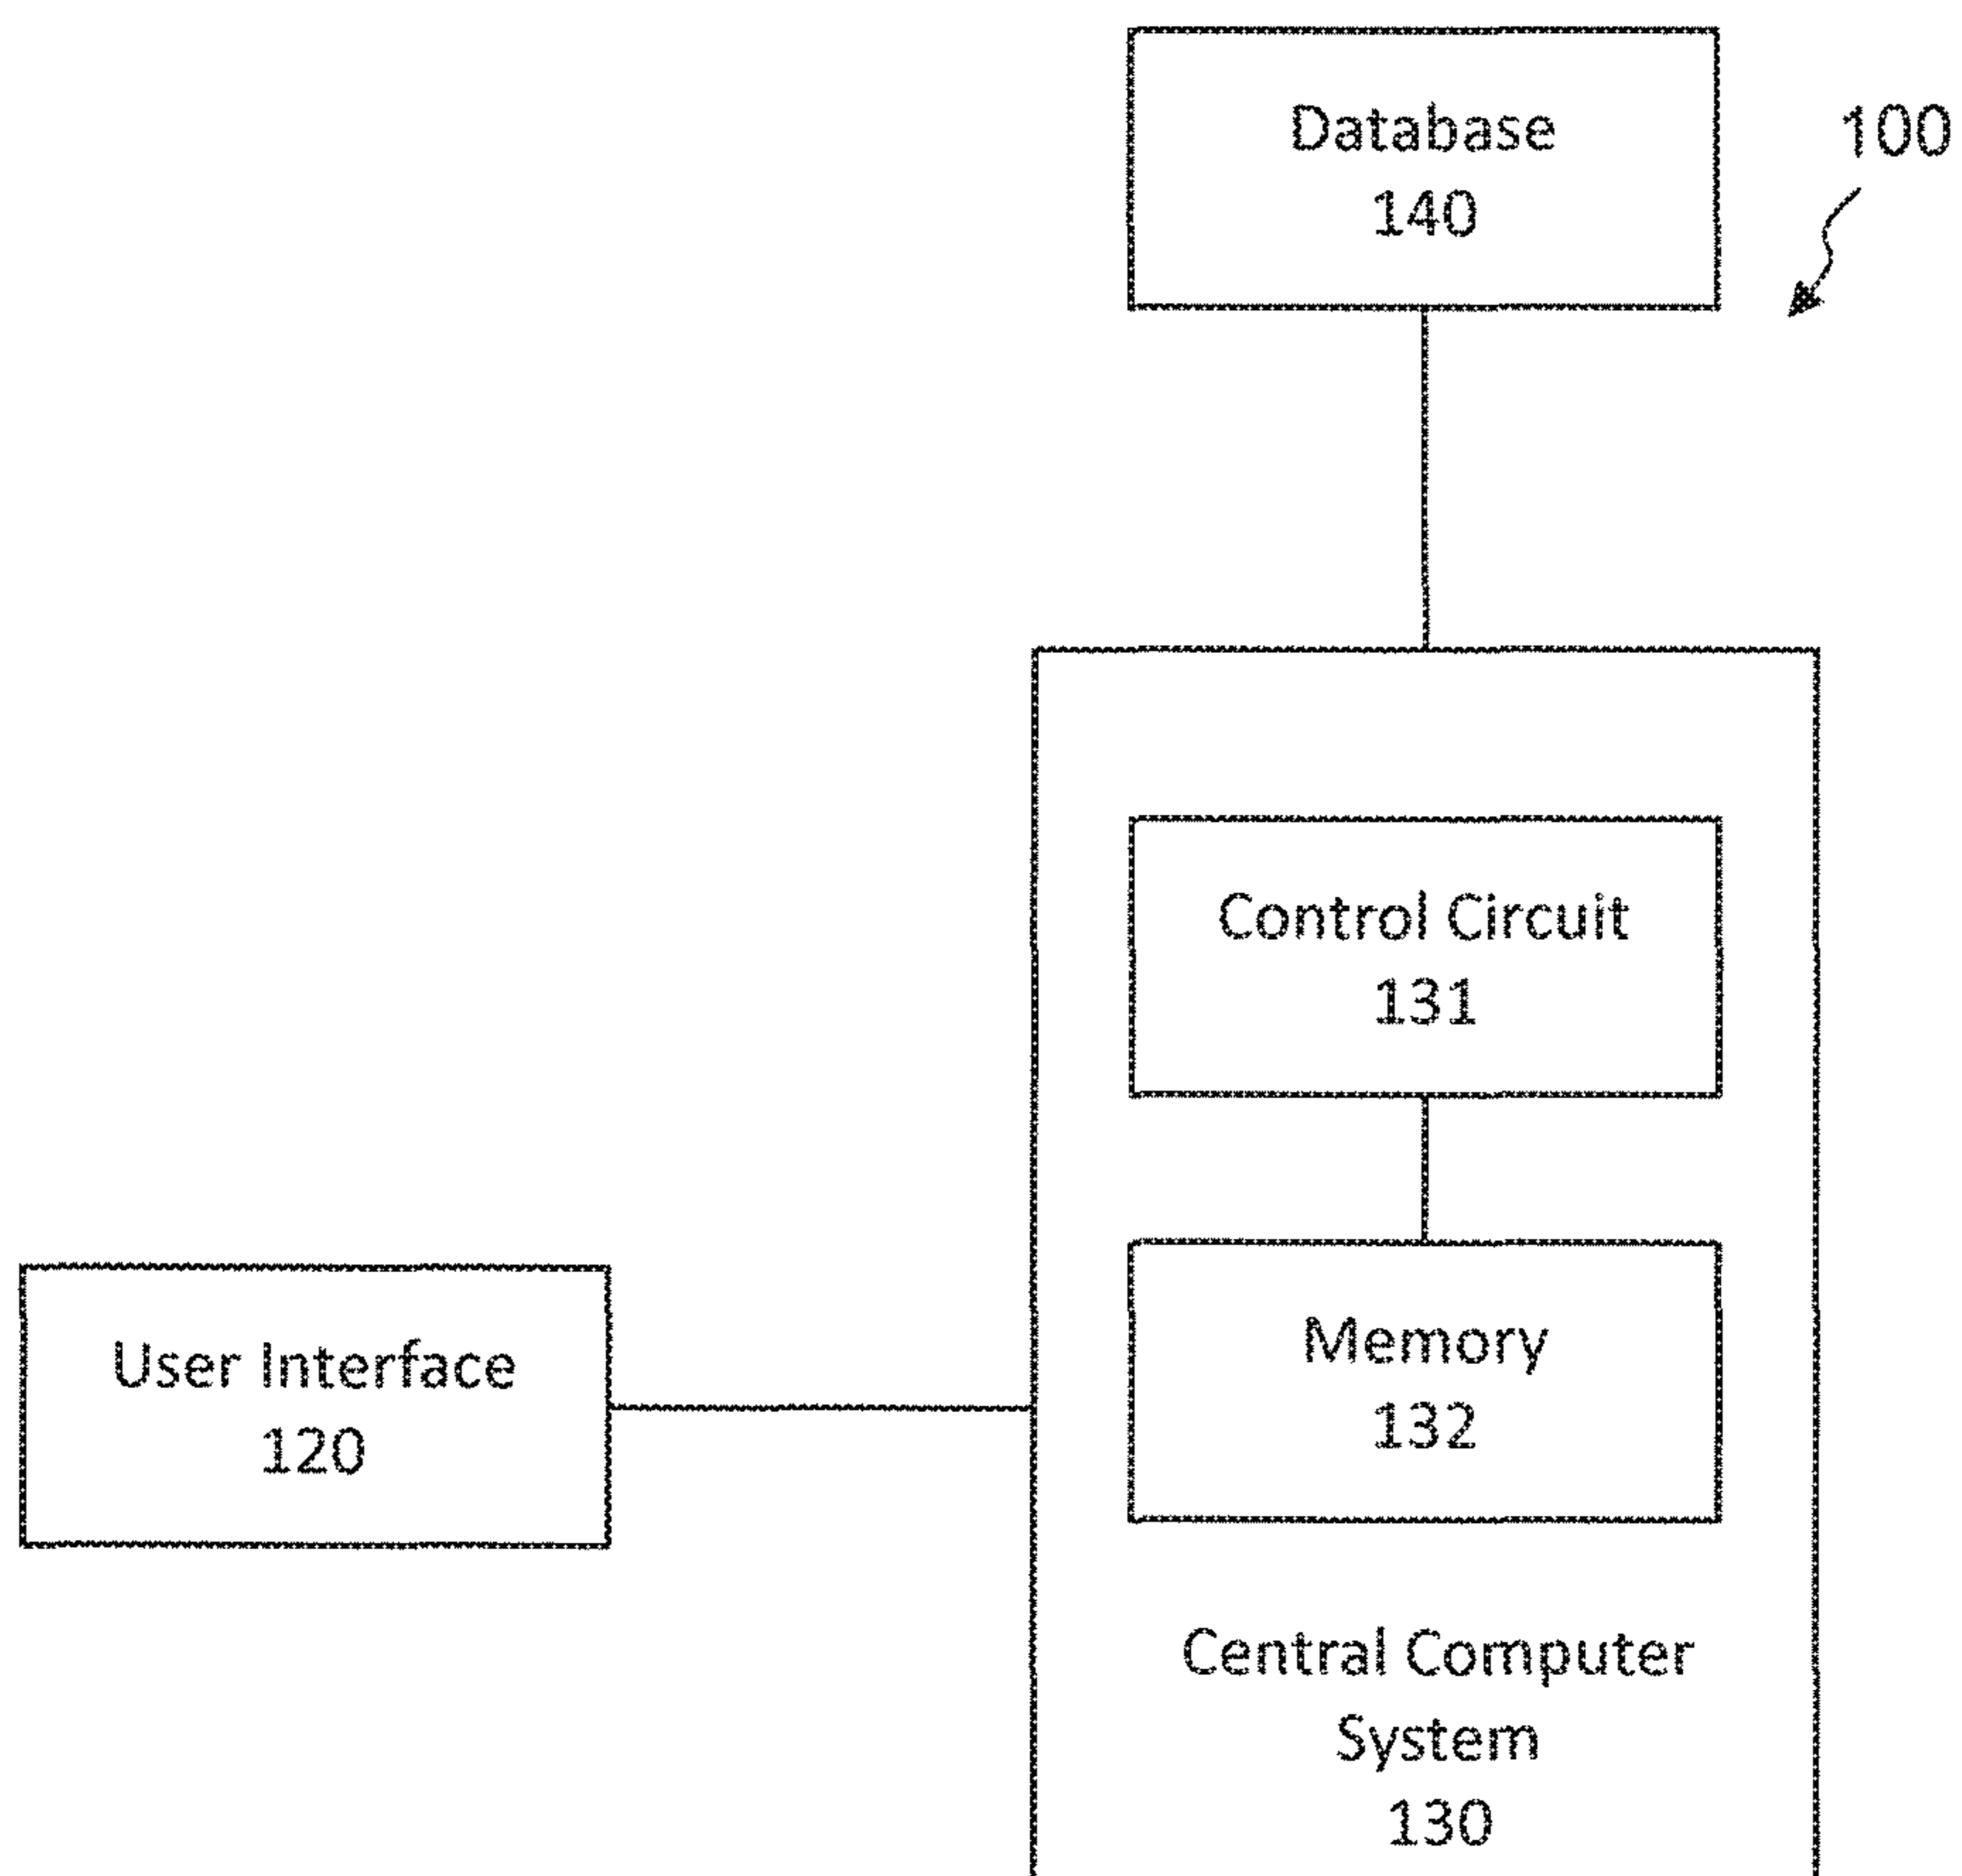 Database
140
100
Control Circuit
131
Memory
132
User Interface
120
Central Computer
System
130